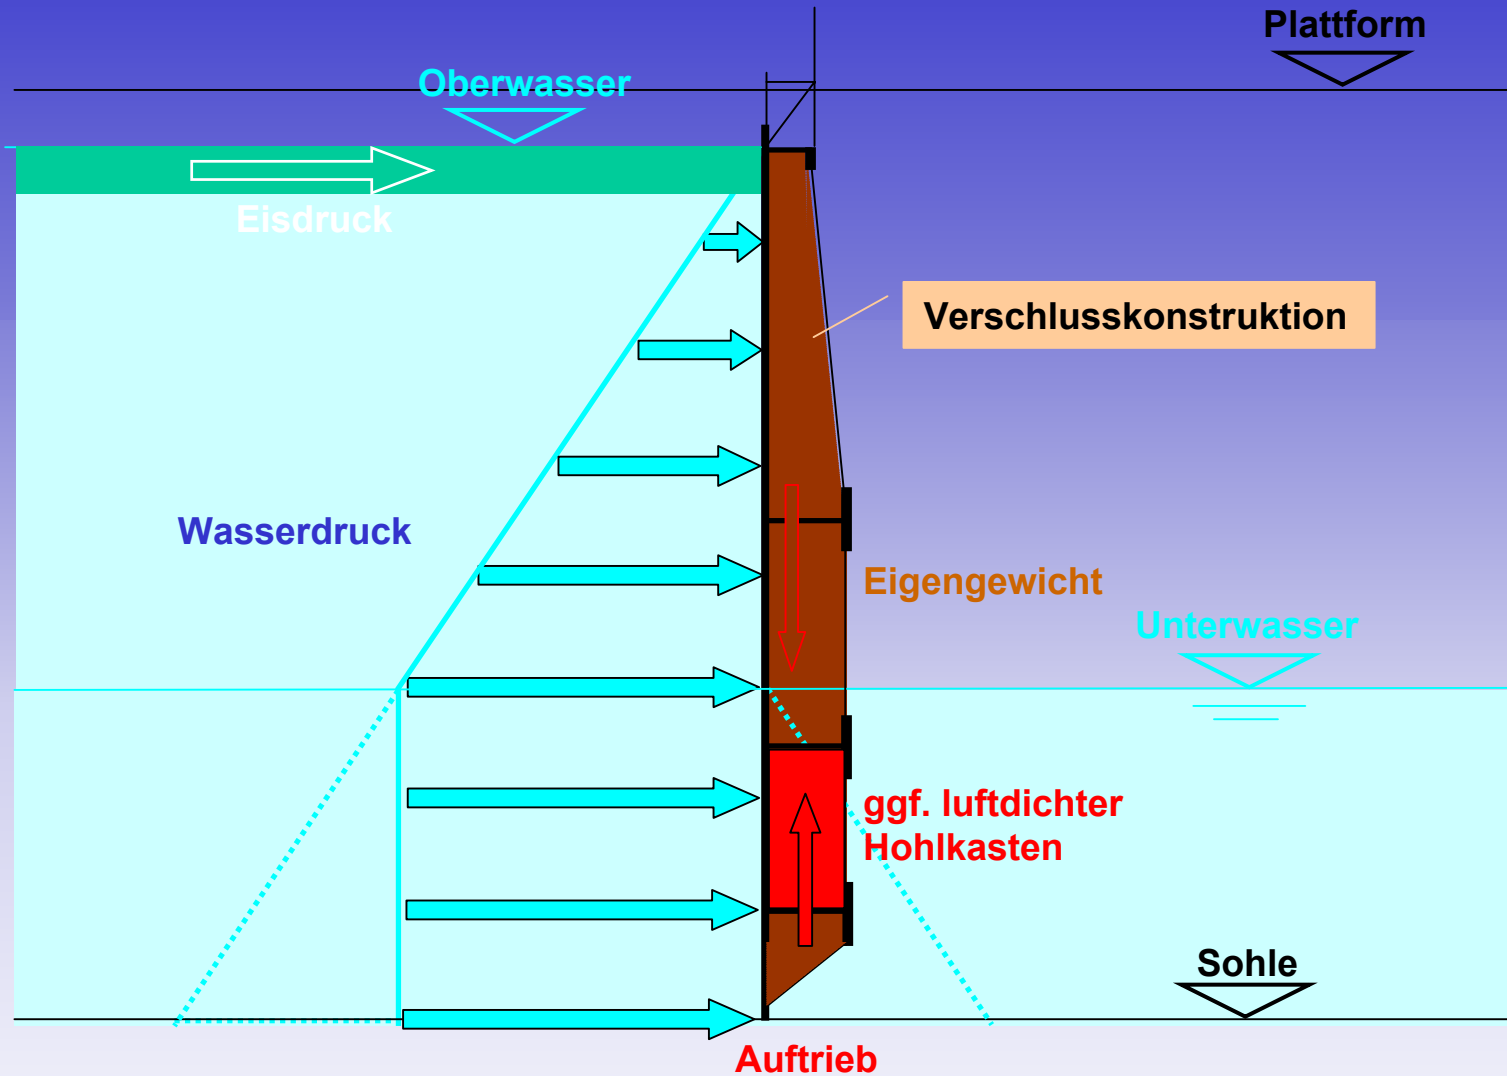 Plattform
Oberwasser
Eisdruck
Verschlusskonstruktion
Wasserdruck
Eigengewicht
Unterwasser
ggf. luftdichter
Hohlkasten
Sohle
Auftrieb